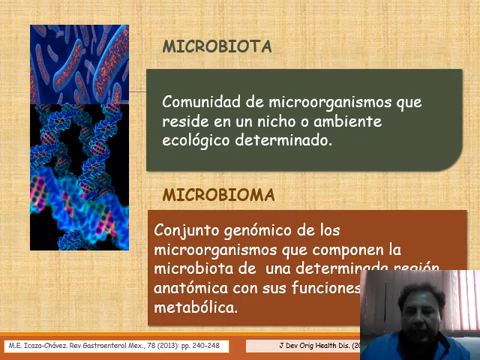 MICROBIOTA
Comunidad de microorganismos que
reside en un nicho o ambiente
ecológico determinado.
MICROBIOMA
Conjunto genómico de los
microorganismos que componen la
microbiota de una determinada región
anatómica con sus funciones
metabólica.
M.E. Icaza-Chávez. Rev Gastroenterol Mex., 78 (2013): pp. 240-248
J Dev Orig Health Dis. (20